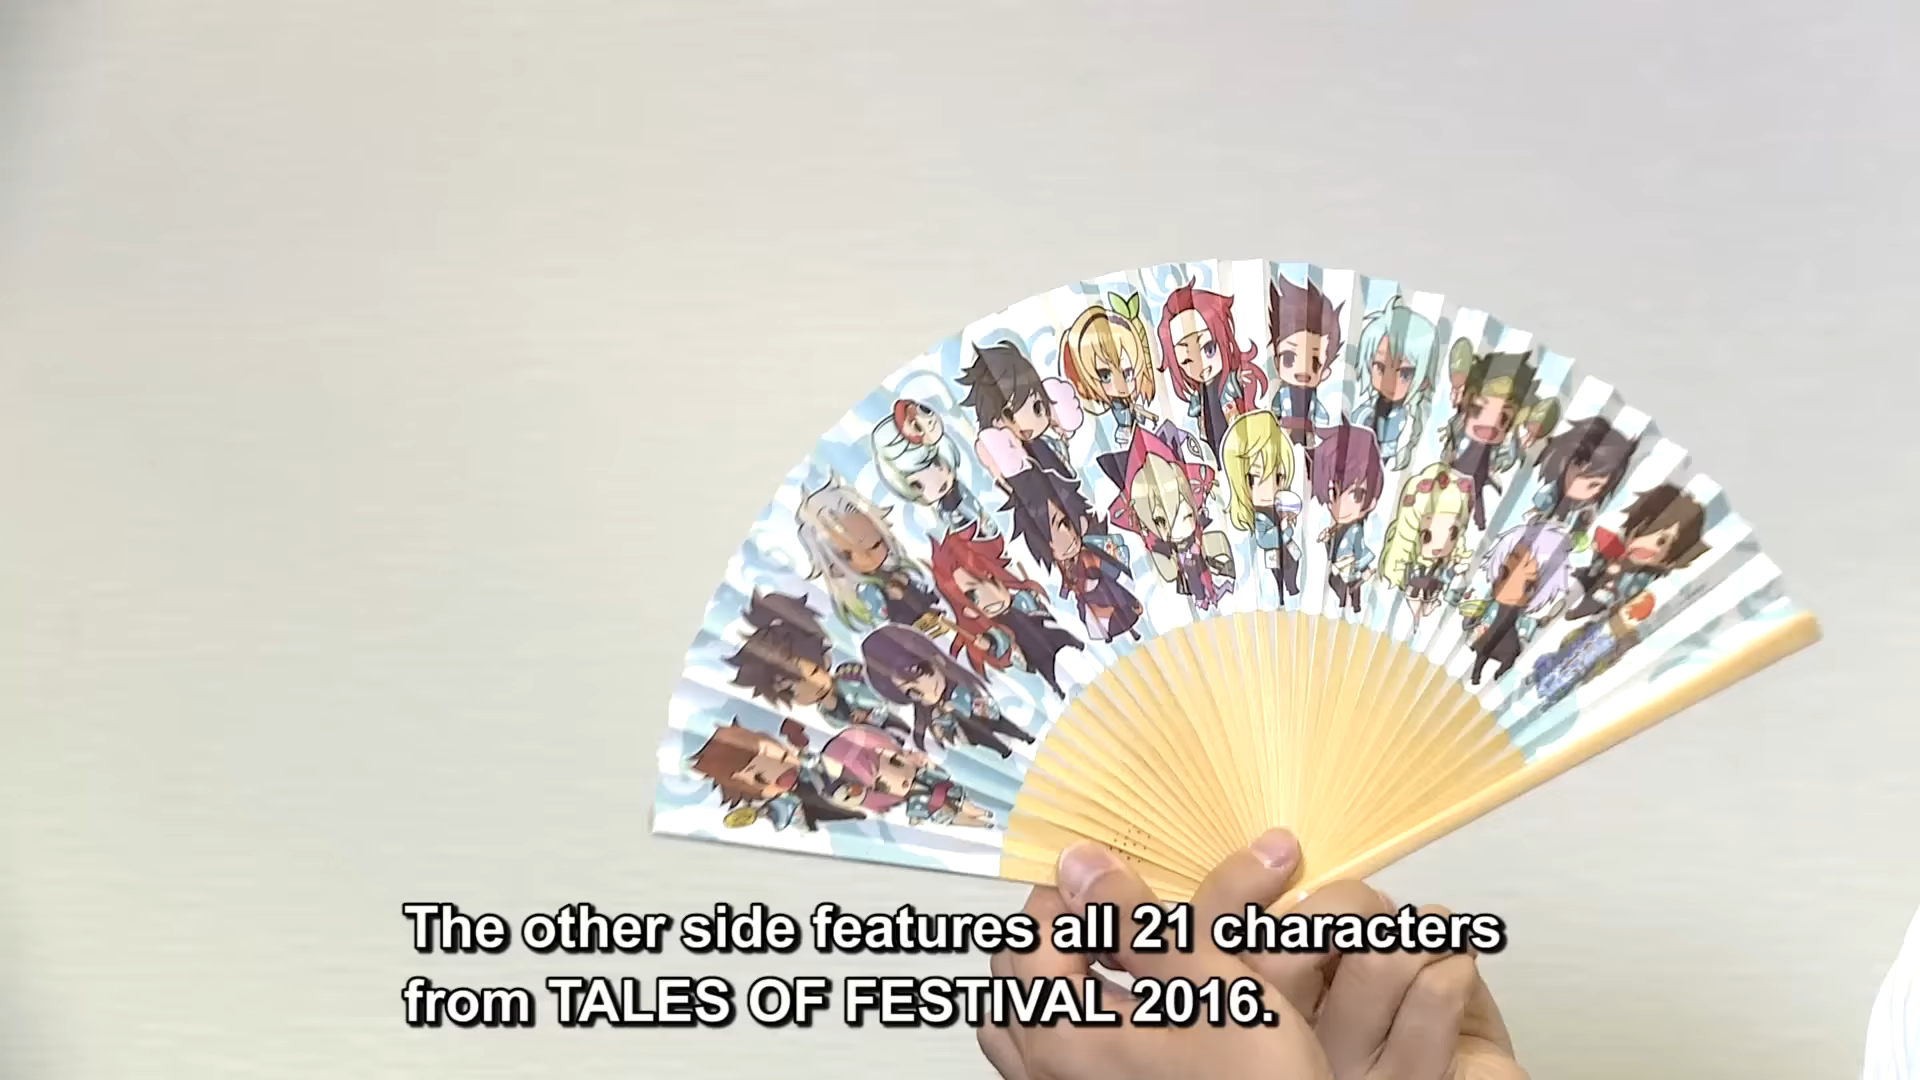 The other side features all 21 characters
from TALES OF FESTIVAL 2016.